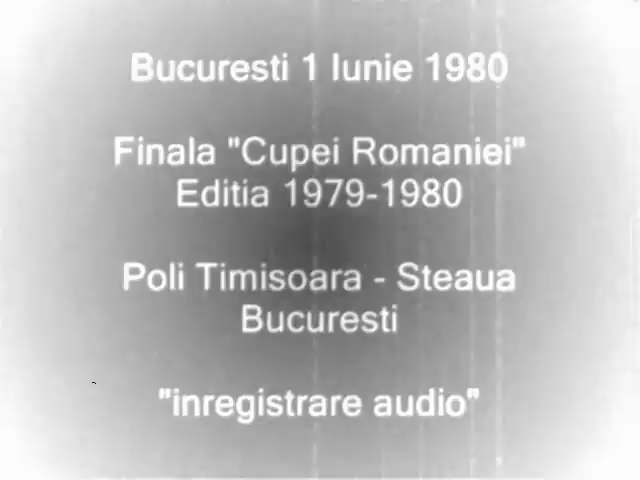 Bucuresti 1 Iunie 1980
Finala "Cupei Romaniei"
Editia 1979-1980
Poli Timisoara - Steaua
Bucuresti
"inregistrare audio"